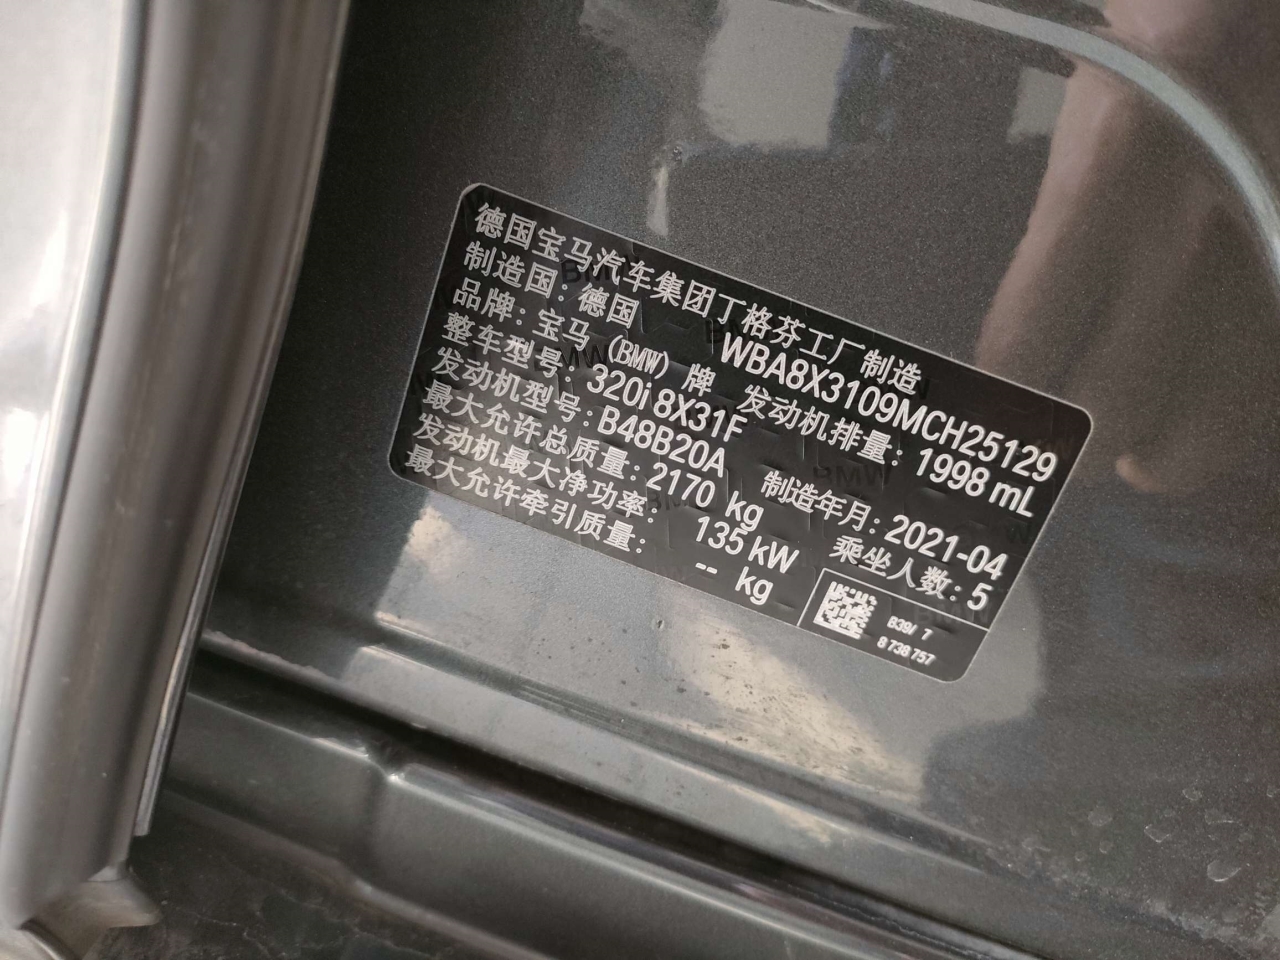 德国宝马汽车集团丁格芬工厂制造
制造国：德国 WBA8X3109MCH25129
品牌：宝马（BMW）牌 发动机排量：1998 mL
整车型号：320i 8X31F
发动机型号：B48B20A 制造年月：2021-04
最大允许总质量：2170 kg 乘坐人数：5
发动机最大净功率： 135 kW
最大允许牵引质量： -- kg
B39/ 7
8 738 757